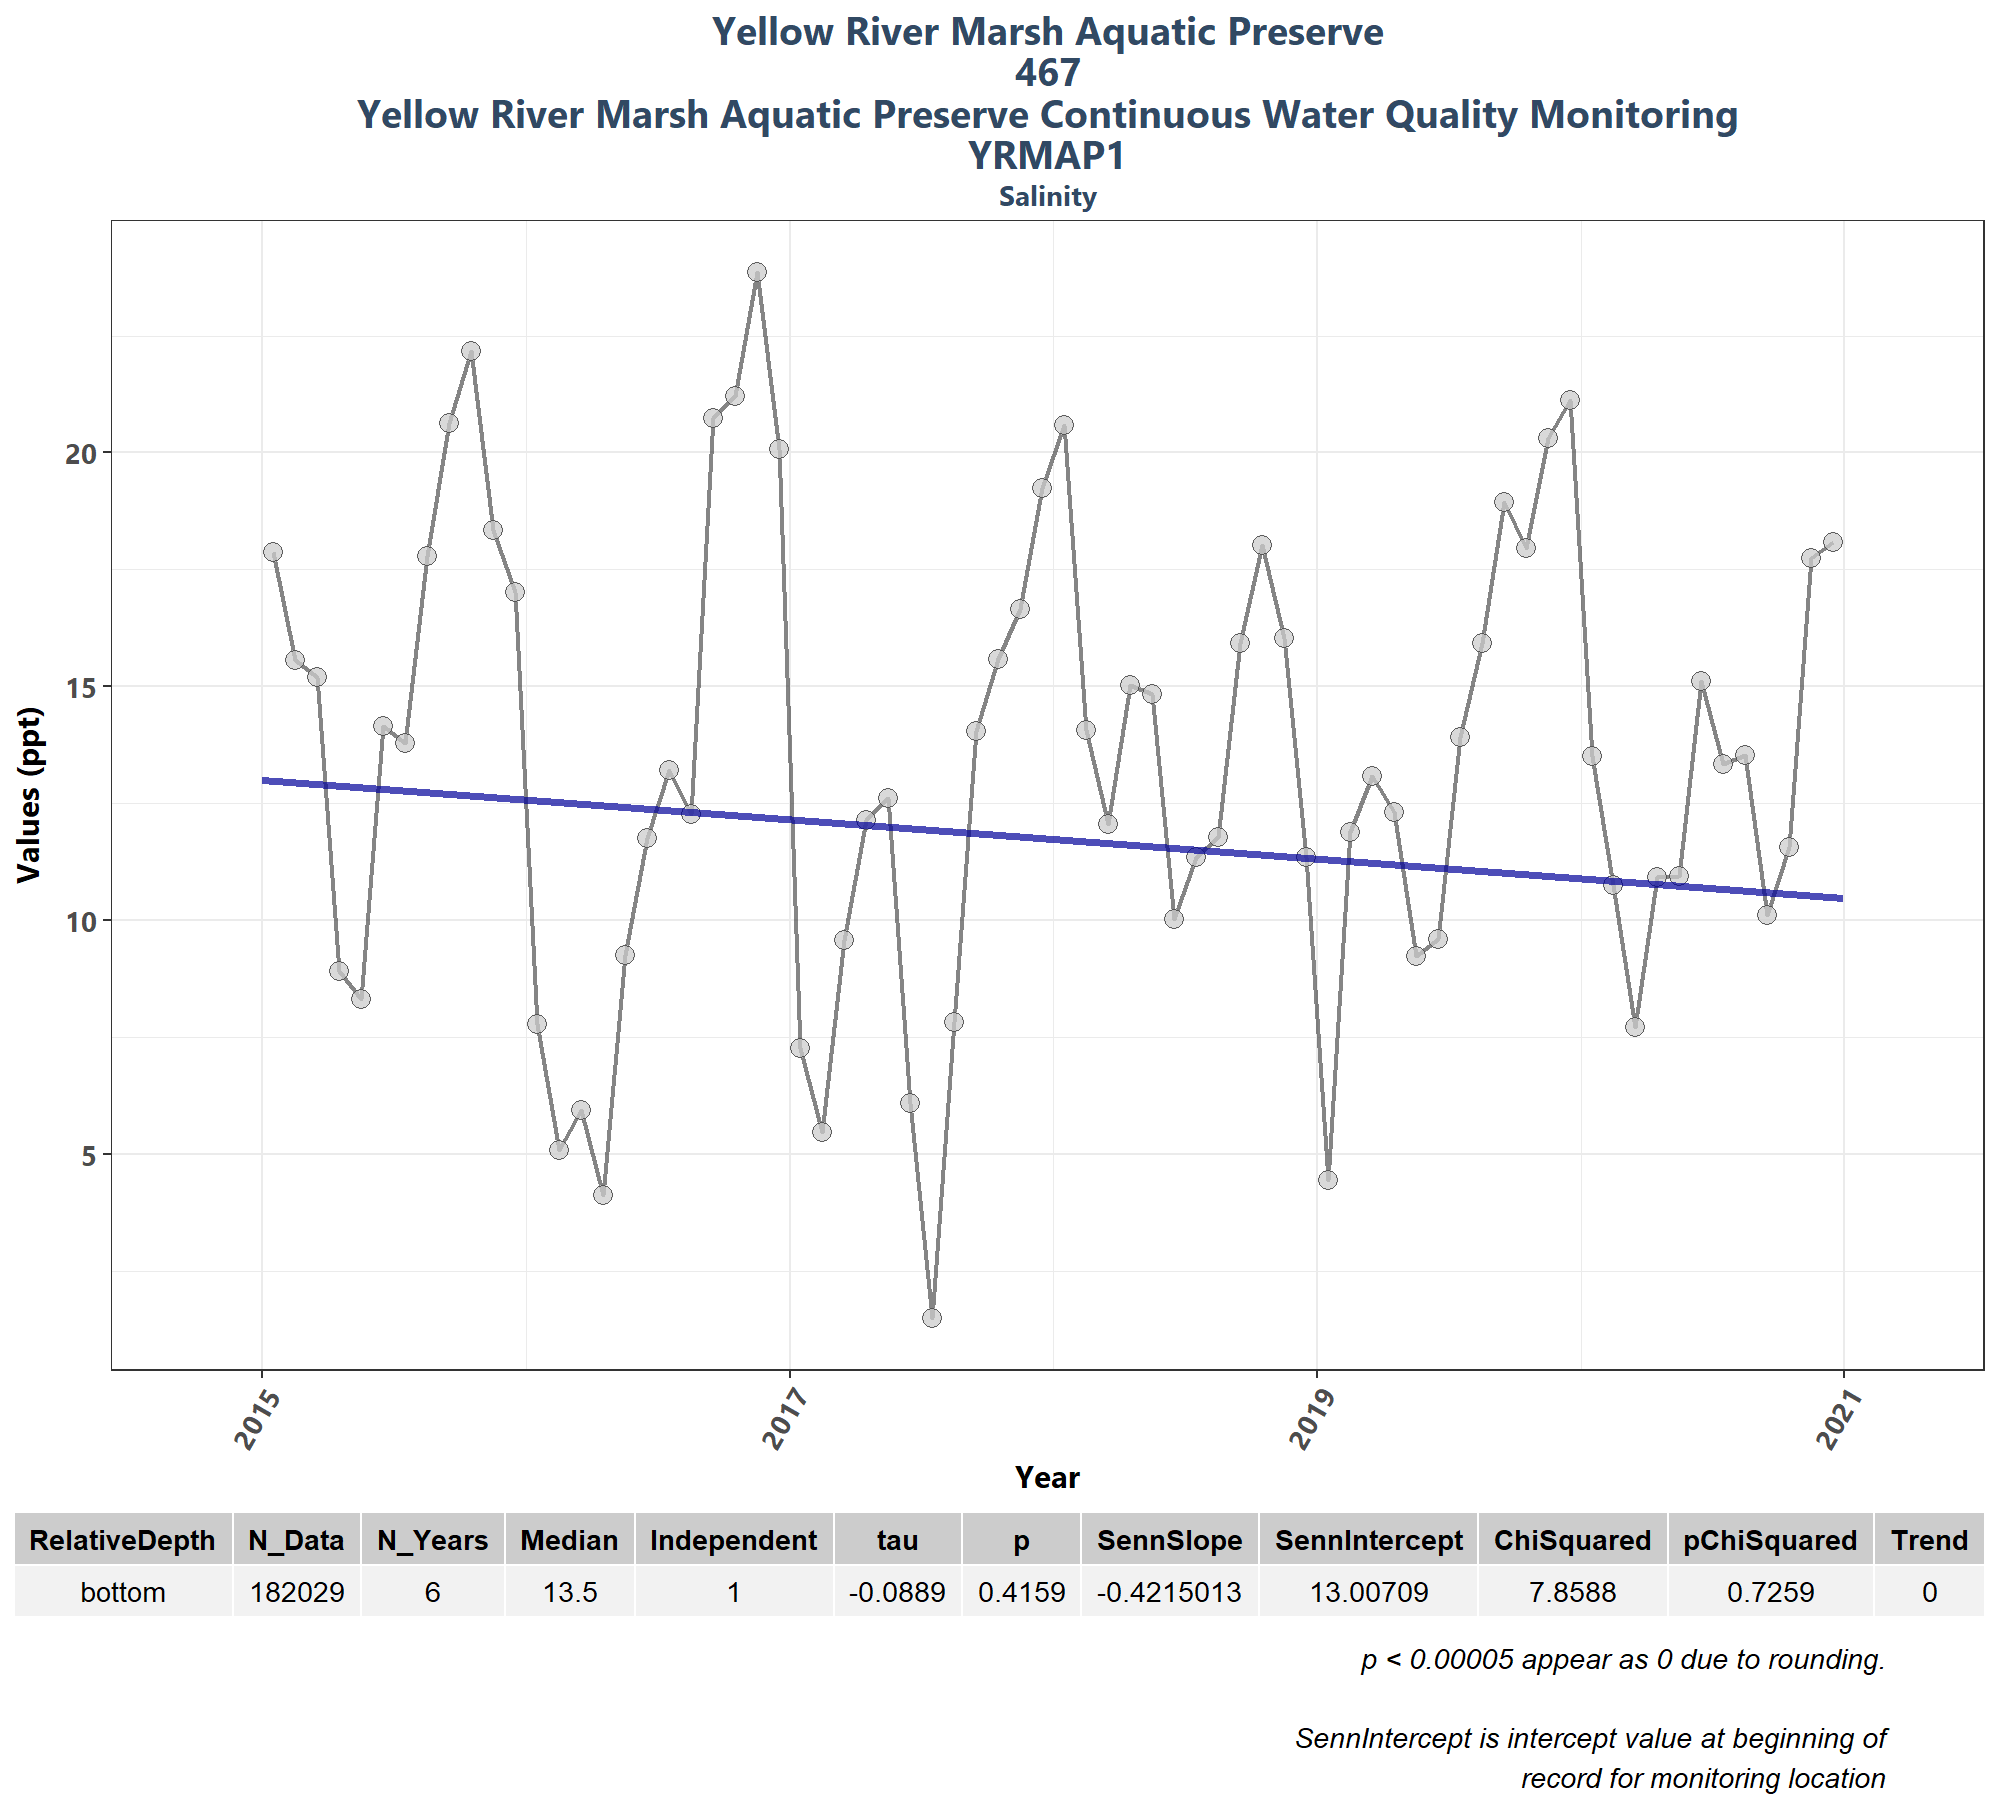 Yellow River Marsh Aquatic Preserve
467
Yellow River Marsh Aquatic Preserve Continuous Water Quality Monitoring
YRMAP1
Salinity
Values (ppt)
20
15
10
5
2015 2017 2019 2021
Year
RelativeDepth N_Data N_Years Median Independent tau p SennSlope SennIntercept ChiSquared pChiSquared Trend
bottom 182029 6 13.5 1 -0.0889 0.4159 -0.4215013 13.00709 7.8588 0.7259 0
p < 0.00005 appear as 0 due to rounding.
SennIntercept is intercept value at beginning of
record for monitoring location